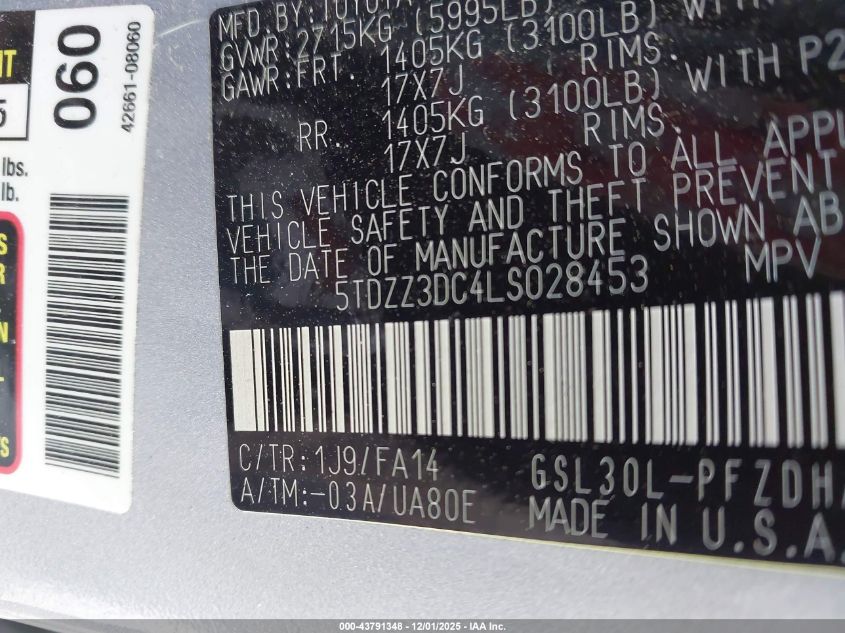 MFD.BY: TOYOTA
GVWR: 2715KG (5995LB)
GAWR:FRT. 1405KG (3100LB) WITH
17X7J RIMS.
RR. 1405KG (3100LB) WITH P2
17X7J RIMS.
THIS VEHICLE CONFORMS TO ALL APPL
VEHICLE SAFETY AND THEFT PREVENT
THE DATE OF MANUFACTURE SHOWN AB
5TDZZ3DC4LS028453 MPV
C/TR:1J9/FA14 GSL30L-PFZDH
A/TM:-03A/UA80E MADE IN U.S.A.
060
42661-08060
lbs.
lb.
000-43791348 - 12/01/2025 - IAA Inc.